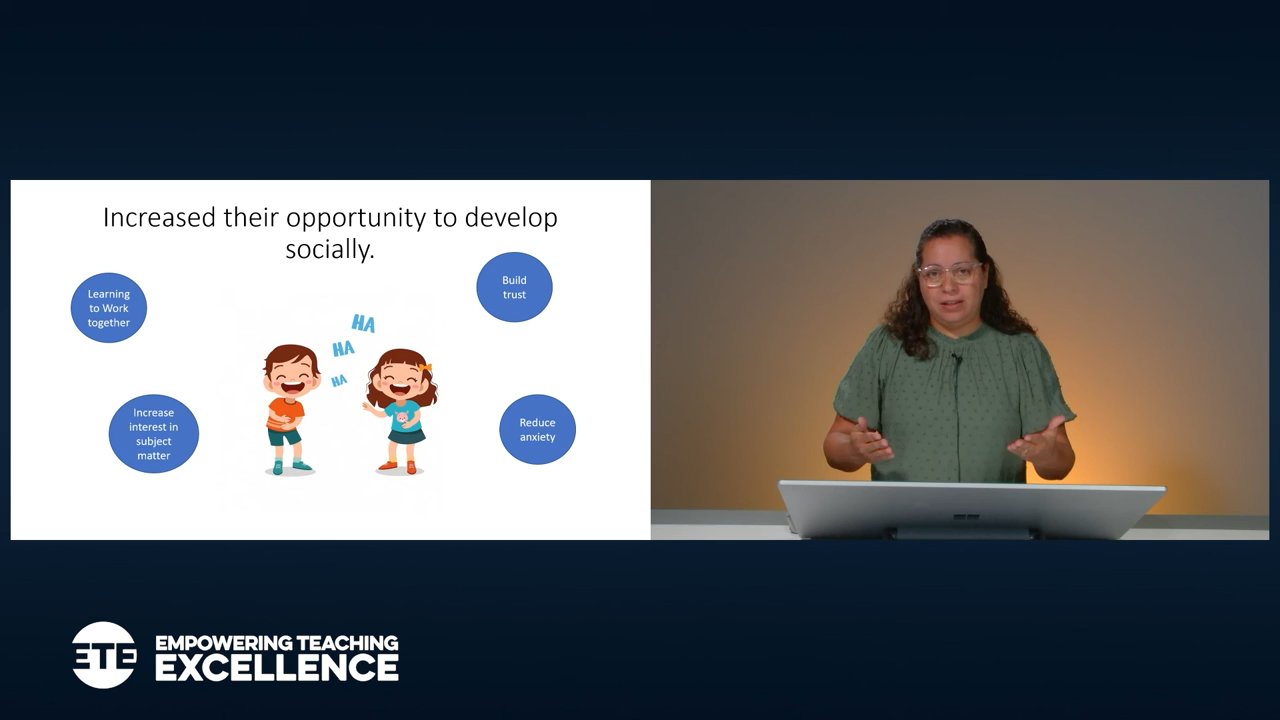 Increased their opportunity to develop
socially.
Learning
to Work
together
Build
trust
HA
HA
HA
Increase
interest in
subject
matter
Reduce
anxiety
ETE
EMPOWERING TEACHING
EXCELLENCE